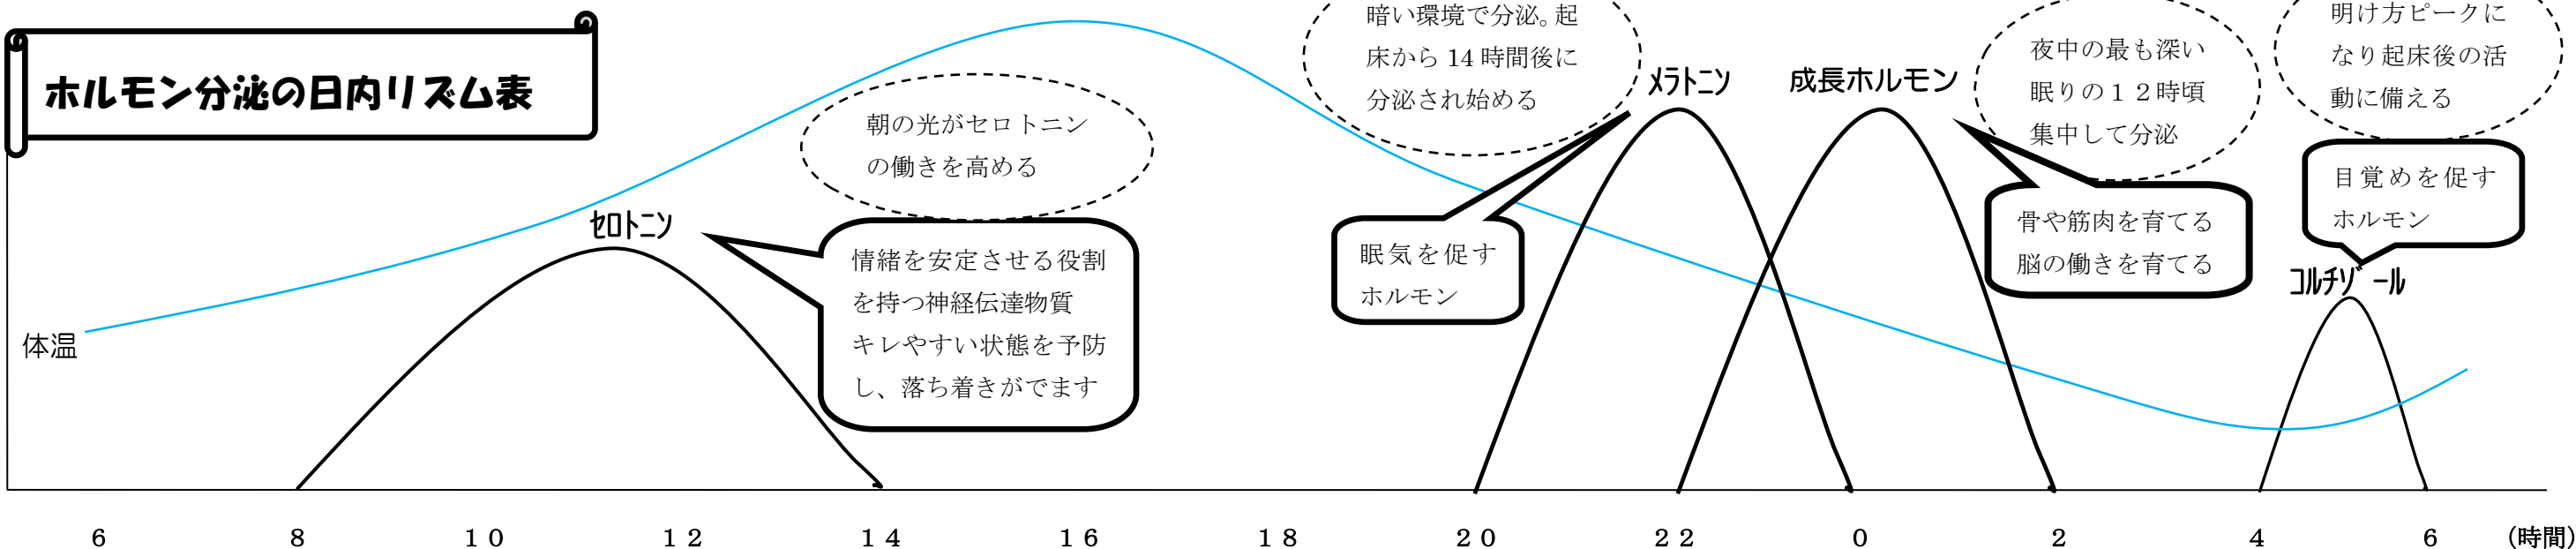 ホルモン分泌の日内リズム表
体温
セロトニン
朝の光がセロトニン
の働きを高める
情緒を安定させる役割
を持つ神経伝達物質
キレやすい状態を予防
し、落ち着きがでます
暗い環境で分泌。起
床から 14 時間後に
分泌され始める
メラトニン
眠気を促す
ホルモン
成長ホルモン
夜中の最も深い
眠りの１２時頃
集中して分泌
骨や筋肉を育てる
脳の働きを育てる
明け方ピークに
なり起床後の活
動に備える
目覚めを促す
ホルモン
コルチゾール
６ ８ １０ １２ １４ １６ １８ ２０ ２２ ０ ２ ４ ６ （時間）